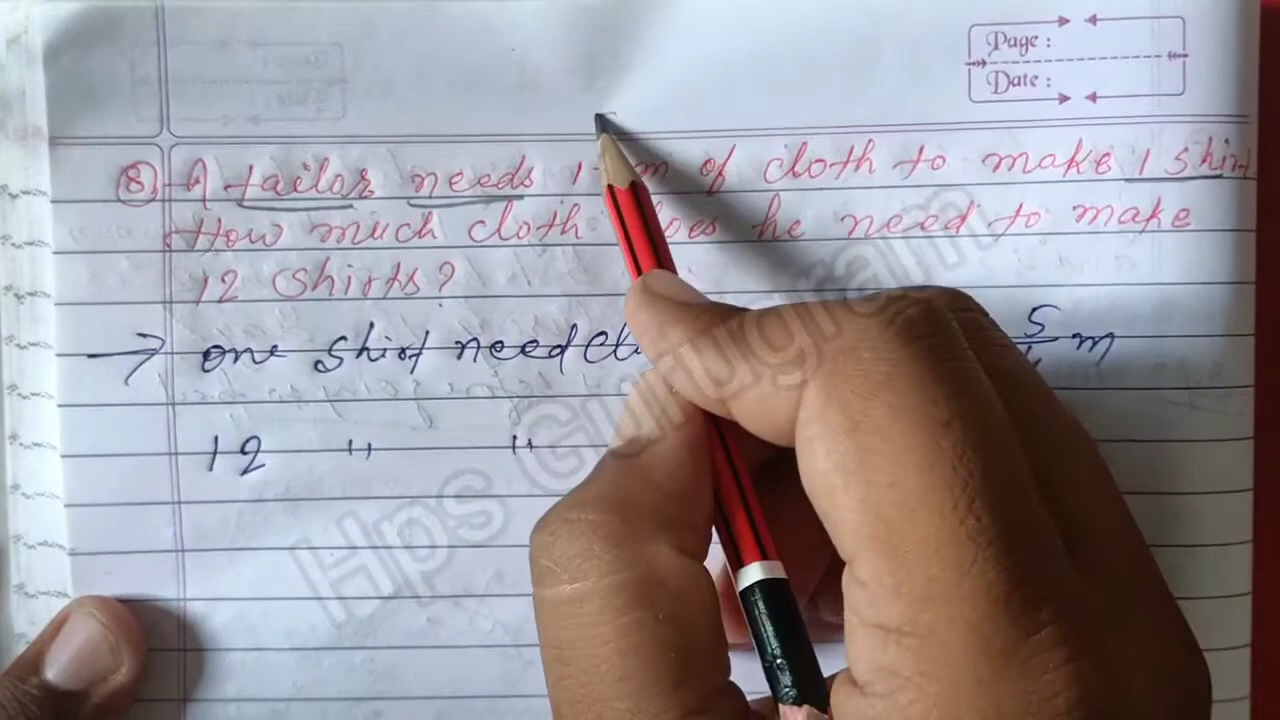 Page :
Date :
8 A tailor needs 1 m of cloth to make 1 shirt.
How much cloth does he need to make
12 shirts?
→ one shirt need m
12 " "
Hps Gurugram